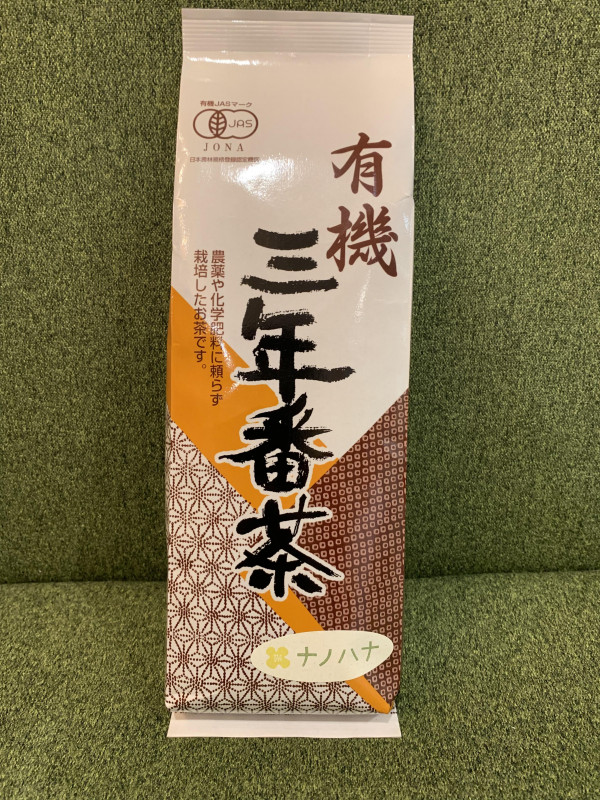 有機JASマーク
JAS
JONA
有機
三年番茶
農薬や化学肥料に頼らず
栽培したお茶です。
ナノハナ